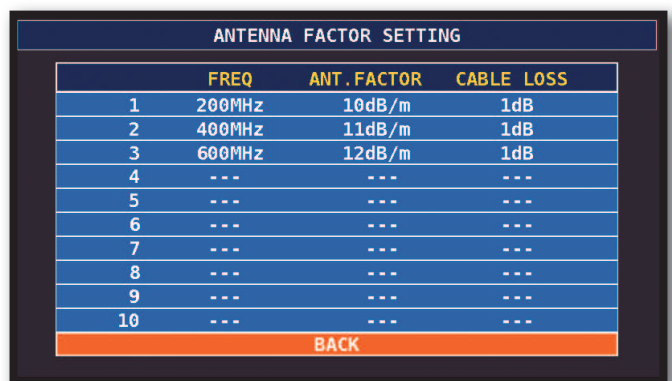 ANTENNA FACTOR SETTING
FREQ ANT.FACTOR CABLE LOSS
1 200MHz 10dB/m 1dB
2 400MHz 11dB/m 1dB
3 600MHz 12dB/m 1dB
4 --- --- ---
5 --- --- ---
6 --- --- ---
7 --- --- ---
8 --- --- ---
9 --- --- ---
10 --- --- ---
BACK